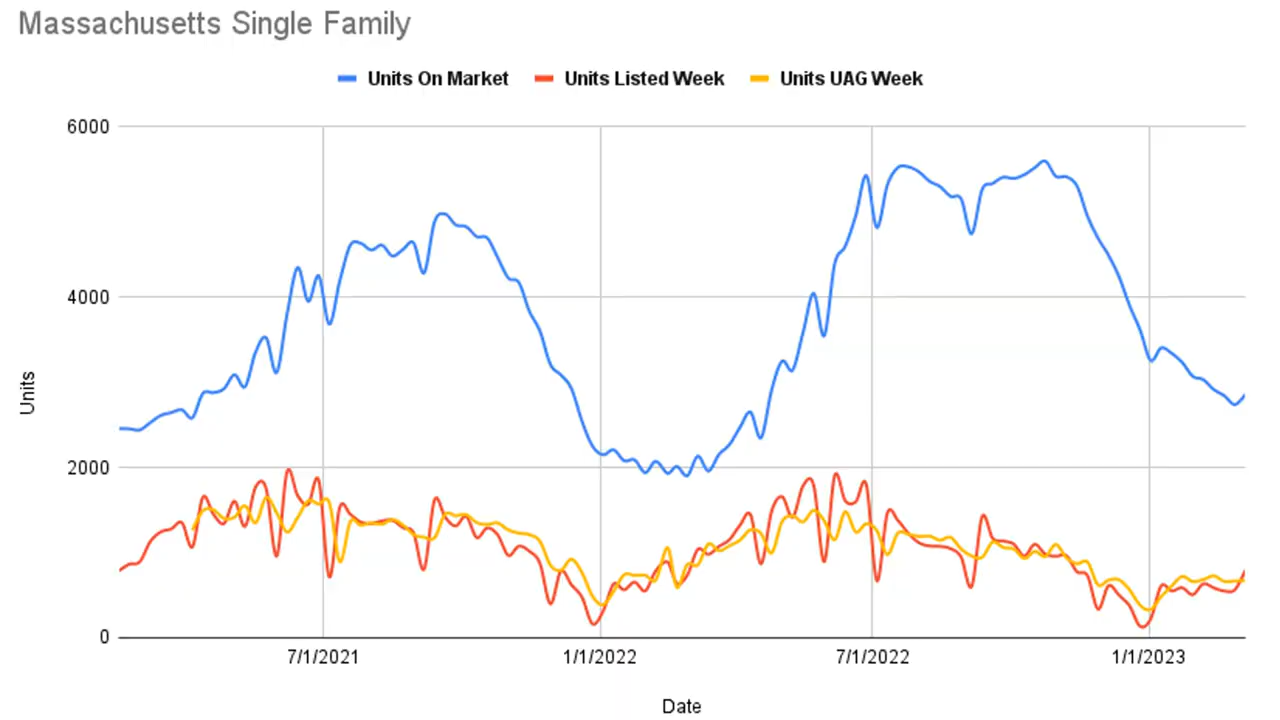 Massachusetts Single Family
Units On Market Units Listed Week Units UAG Week
6000
4000
2000
0
Units
7/1/2021 1/1/2022 7/1/2022 1/1/2023
Date